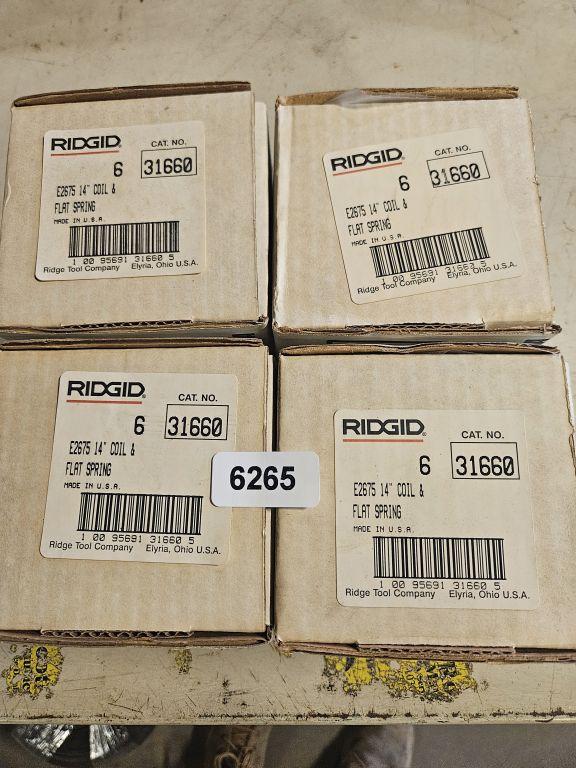 RIDGID®
CAT. NO.
6 31660
E2675 14" COIL &
FLAT SPRING
MADE IN U.S.A.
1 00 95691 31660 5
Ridge Tool Company Elyria, Ohio U.S.A.
RIDGID®
CAT. NO.
6 31660
E2675 14" COIL &
FLAT SPRING
MADE IN U.S.A.
1 00 95691 31660 5
Ridge Tool Company Elyria, Ohio U.S.A.
RIDGID®
CAT. NO.
6 31660
E2675 14" COIL &
FLAT SPRING
MADE IN U.S.A.
1 00 95691 31660 5
Ridge Tool Company Elyria, Ohio U.S.A.
6265
RIDGID®
CAT. NO.
6 31660
E2675 14" COIL &
FLAT SPRING
MADE IN U.S.A.
1 00 95691 31660 5
Ridge Tool Company Elyria, Ohio U.S.A.